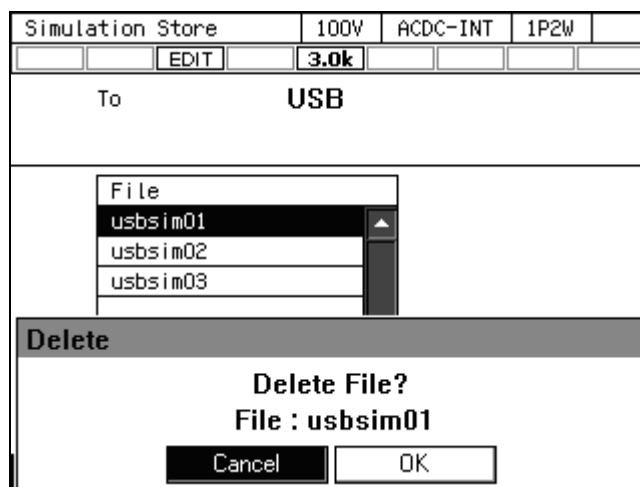 Simulation Store 100V ACDC-INT 1P2W
EDIT 3.0k
To USB
File
usbsim01
usbsim02
usbsim03
Delete
Delete File?
File : usbsim01
Cancel OK